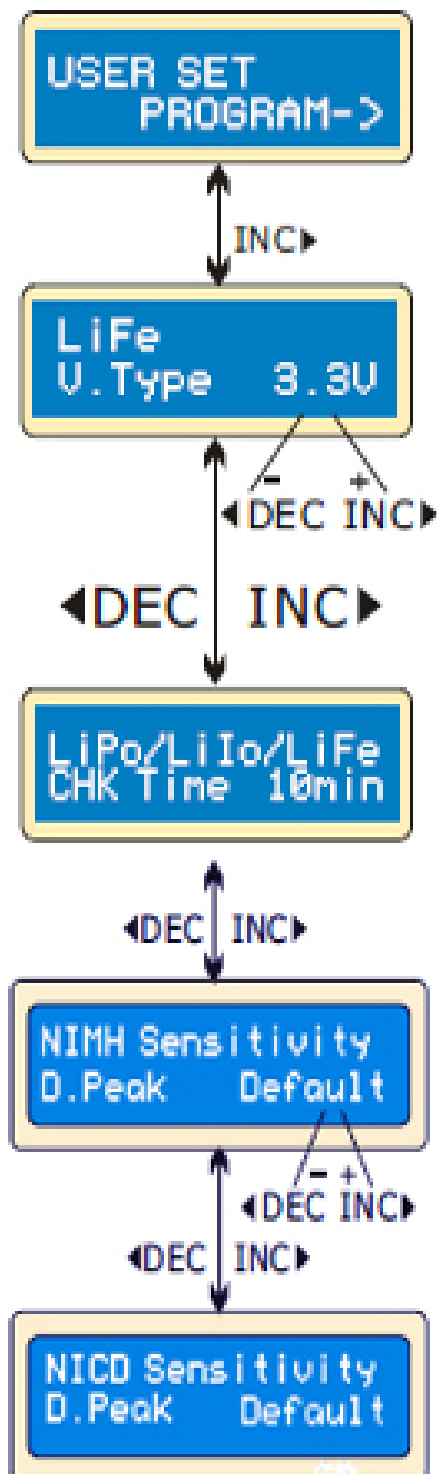 USER SET
PROGRAM->
INC▶
LiFe
V.Type 3.3V
- +
◀DEC INC▶
◀DEC INC▶
LiPo/LiIo/LiFe
CHK Time 10min
◀DEC INC▶
NIMH Sensitivity
D.Peak Default
- +
◀DEC INC▶
◀DEC INC▶
NICD Sensitivity
D.Peak Default